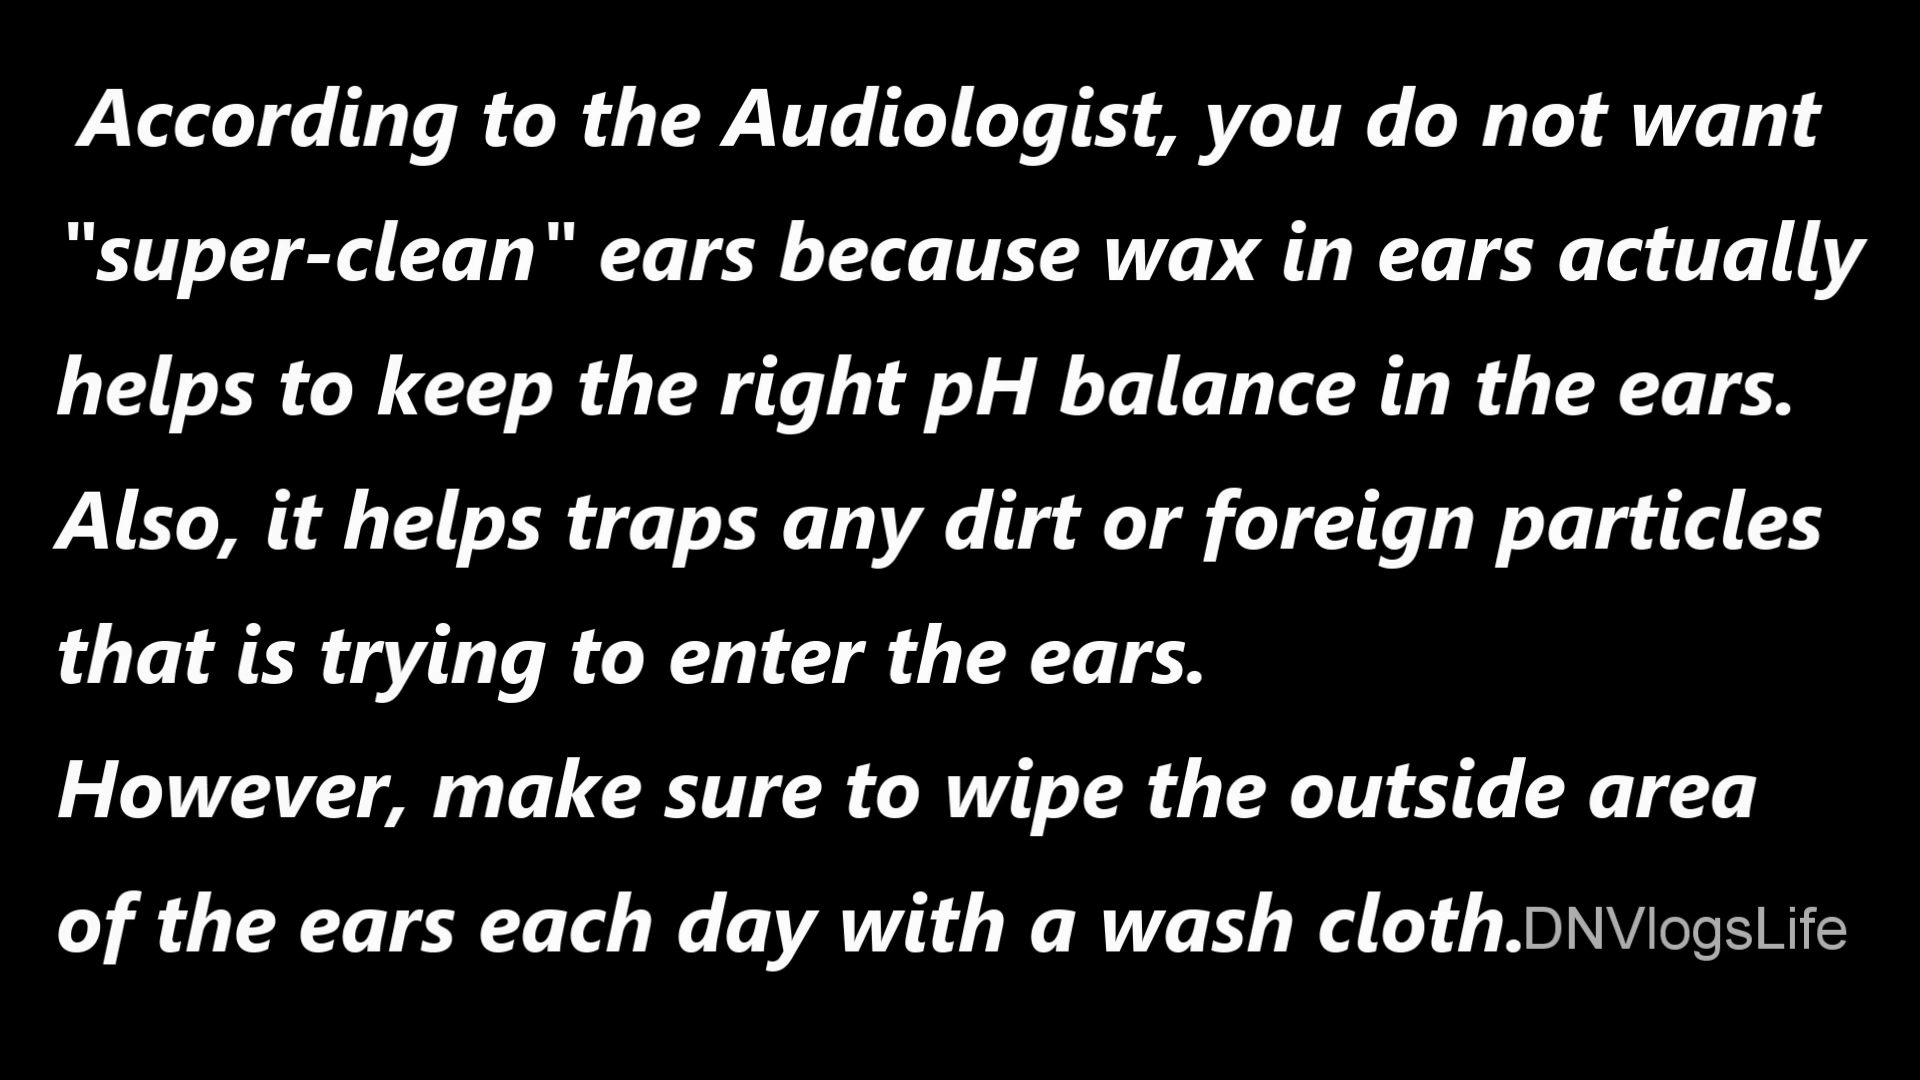 According to the Audiologist, you do not want
"super-clean" ears because wax in ears actually
helps to keep the right pH balance in the ears.
Also, it helps traps any dirt or foreign particles
that is trying to enter the ears.
However, make sure to wipe the outside area
of the ears each day with a wash cloth.
DNVlogsLife